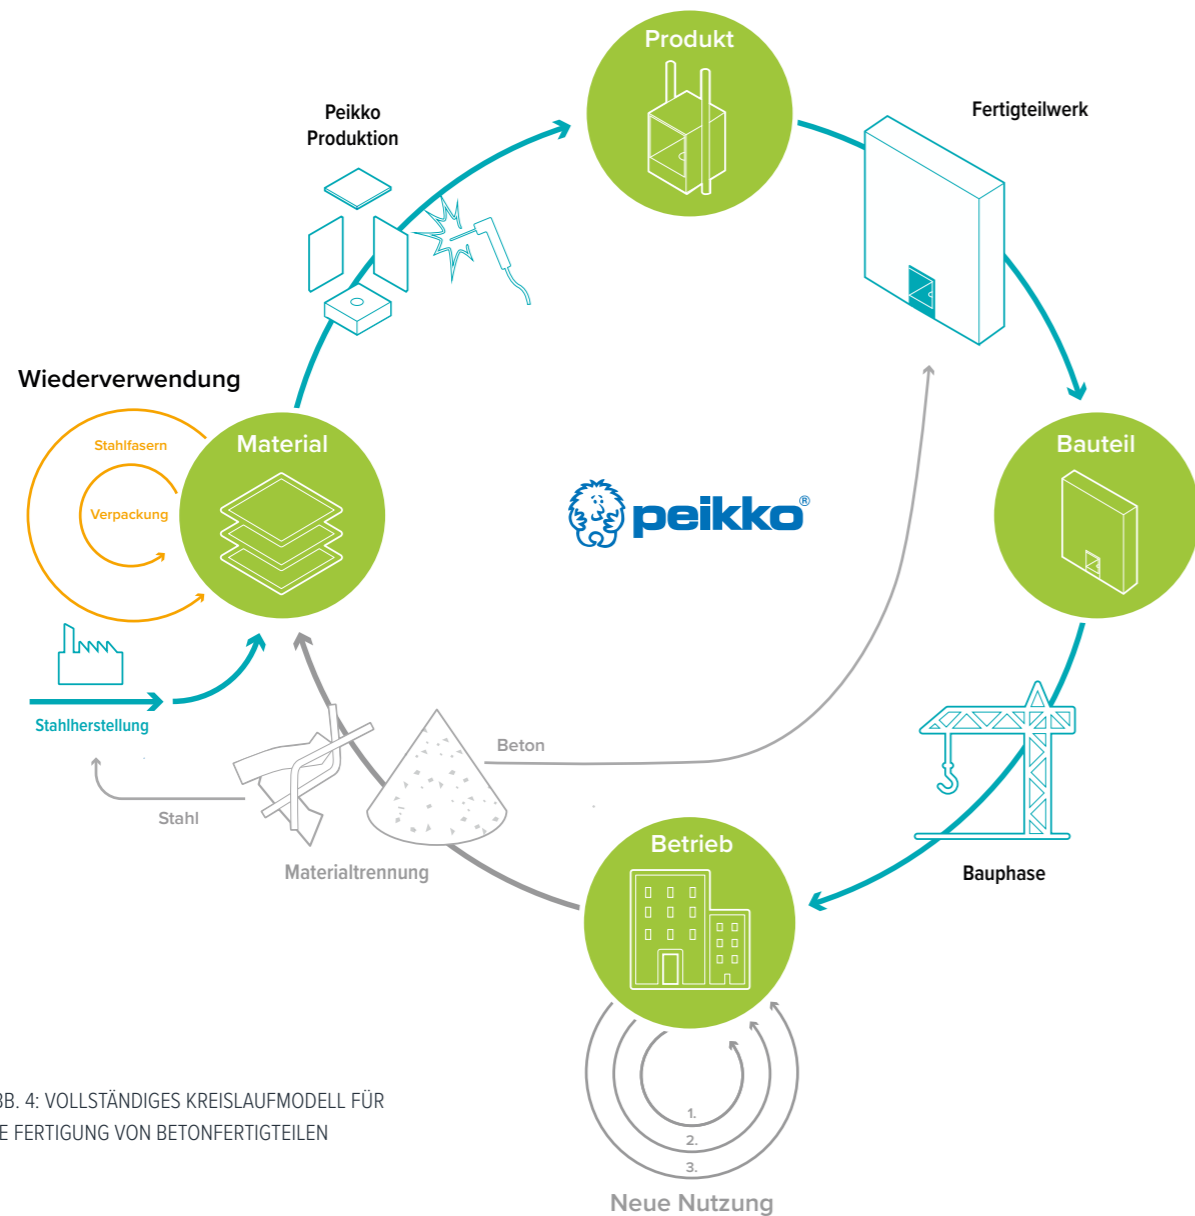 Produkt
Peikko
Produktion
Fertigteilwerk
Wiederverwendung
Stahlfasern
Verpackung
Material
peikko®
Bauteil
Stahlherstellung
Stahl
Beton
Materialtrennung
Betrieb
Bauphase
1.
2.
3.
Neue Nutzung
BB. 4: VOLLSTÄNDIGES KREISLAUFMODELL FÜR
E FERTIGUNG VON BETONFERTIGTEILEN